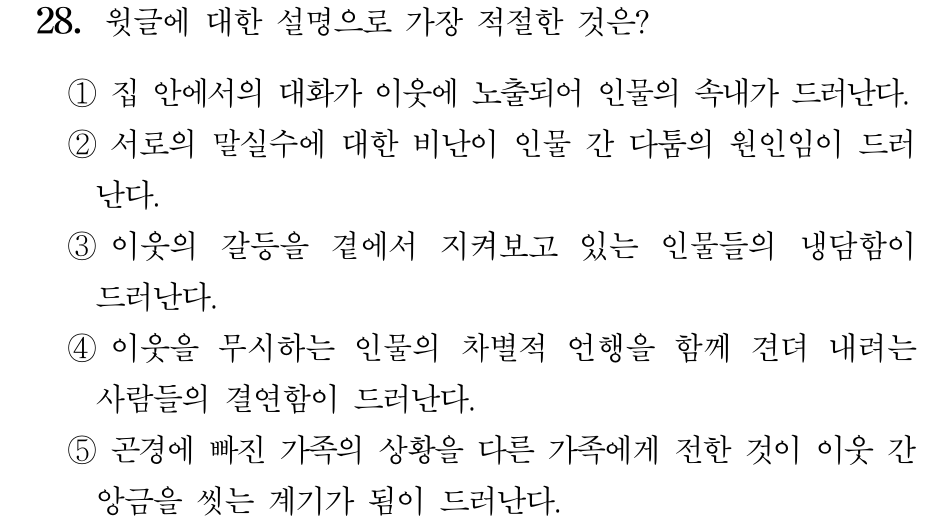 28. 윗글에 대한 설명으로 가장 적절한 것은?
① 집 안에서의 대화가 이웃에 노출되어 인물의 속내가 드러난다.
② 서로의 말실수에 대한 비난이 인물 간 다툼의 원인임이 드러
난다.
③ 이웃의 갈등을 곁에서 지켜보고 있는 인물들의 냉담함이
드러난다.
④ 이웃을 무시하는 인물의 차별적 언행을 함께 견뎌 내려는
사람들의 결연함이 드러난다.
⑤ 곤경에 빠진 가족의 상황을 다른 가족에게 전한 것이 이웃 간
앙금을 씻는 계기가 됨이 드러난다.